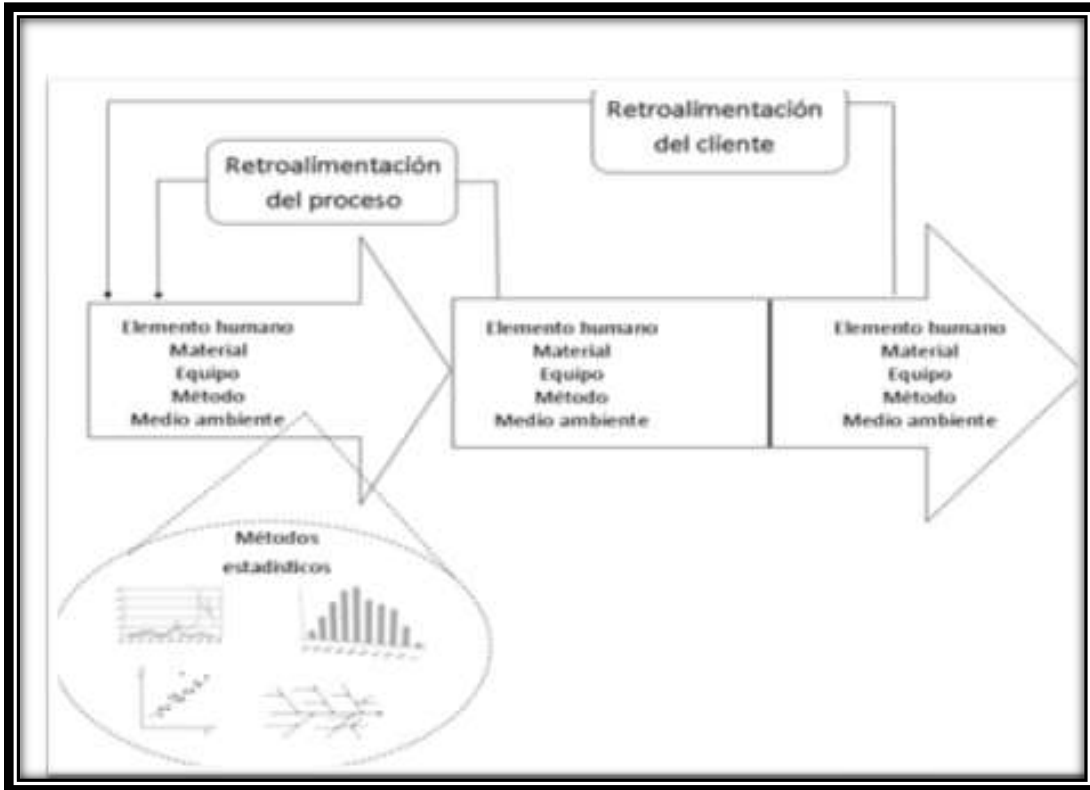 Retroalimentación
del cliente
Retroalimentación
del proceso
Elemento humano
Material
Equipo
Método
Medio ambiente
Elemento humano
Material
Equipo
Método
Medio ambiente
Elemento humano
Material
Equipo
Método
Medio ambiente
Métodos
estadísticos